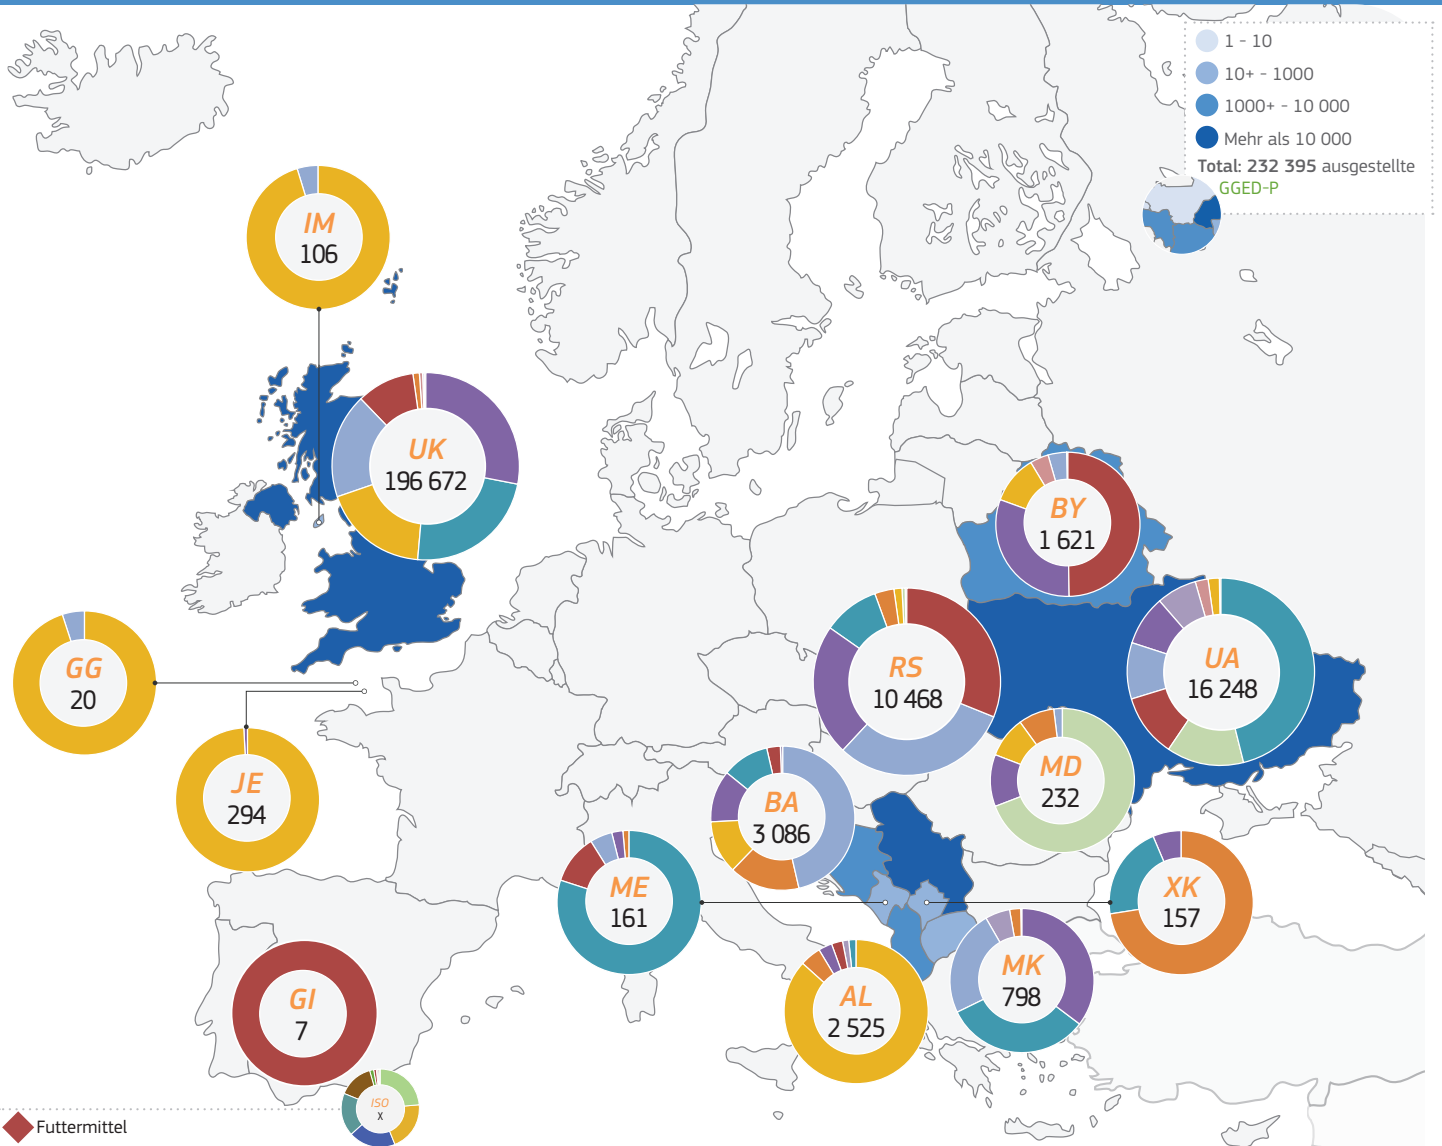 1 - 10
10+ - 1000
1000+ - 10 000
Mehr als 10 000
Total: 232 395 ausgestellte
GGED-P
IM
106
UK
196 672
BY
1 621
GG
20
RS
10 468
UA
16 248
JE
294
BA
3 086
MD
232
ME
161
XK
157
GI
7
AL
2 525
MK
798
ISO
X
Futtermittel